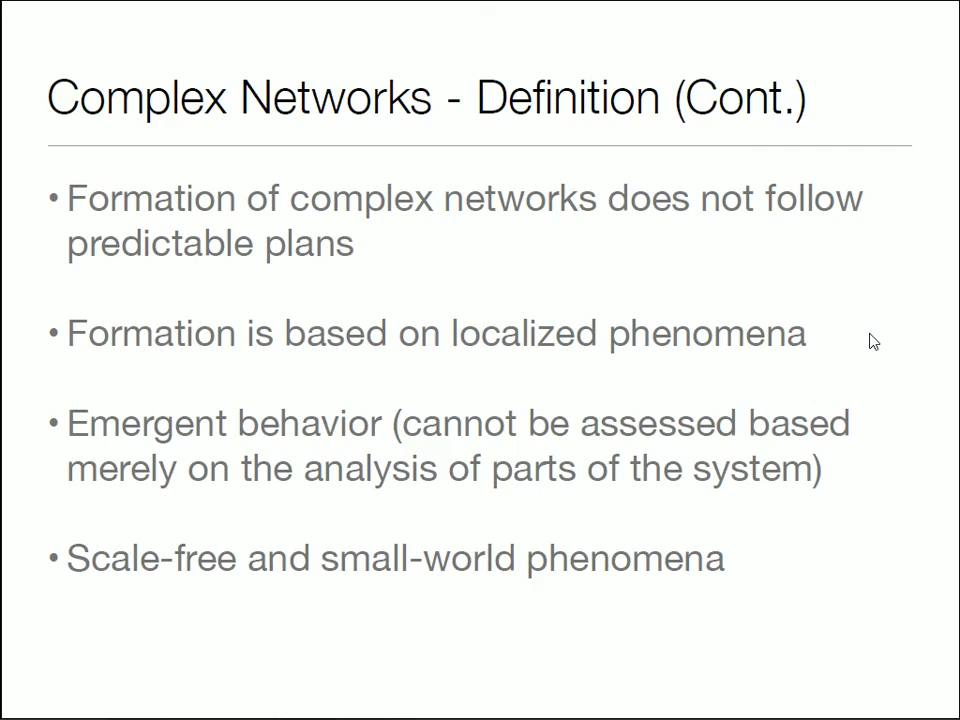 Complex Networks - Definition (Cont.)
• Formation of complex networks does not follow
predictable plans
• Formation is based on localized phenomena
• Emergent behavior (cannot be assessed based
merely on the analysis of parts of the system)
• Scale-free and small-world phenomena